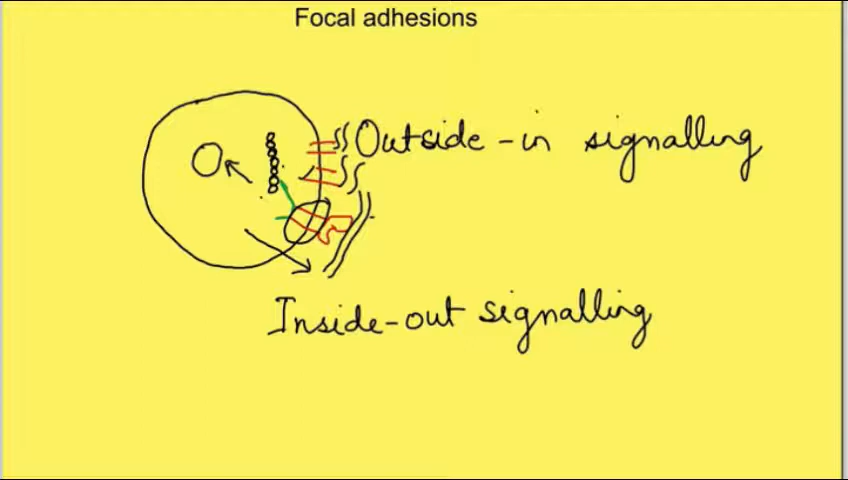 Focal adhesions
Outside-in signalling
Inside-out signalling